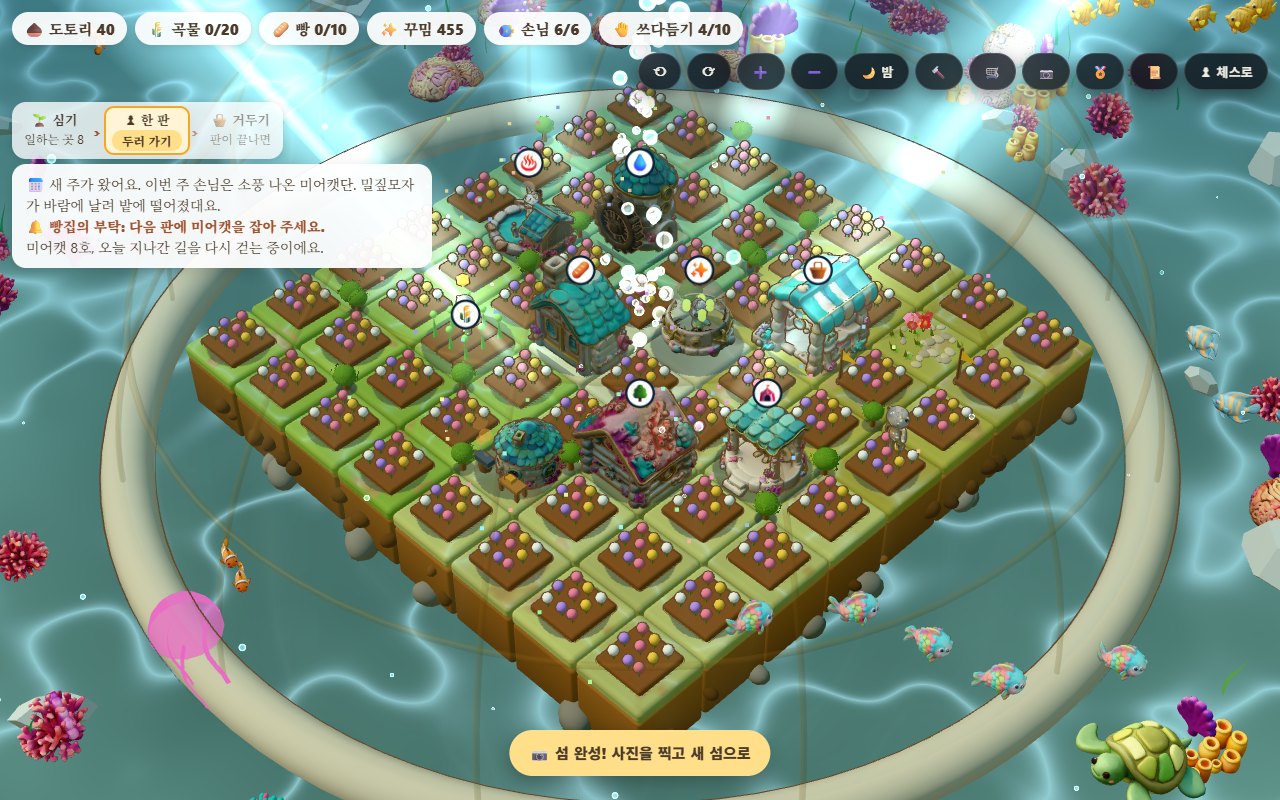 도토리 40
곡물 0/20
빵 0/10
꾸밈 455
손님 6/6
쓰다듬기 4/10
밤
체스로
심기
일하는 곳 8
한 판
두러 가기
거두기
판이 끝나면
새 주가 왔어요. 이번 주 손님은 소풍 나온 미어캣단. 밀짚모자
가 바람에 날려 밭에 떨어졌대요.
빵집의 부탁: 다음 판에 미어캣을 잡아 주세요.
미어캣 8호, 오늘 지나간 길을 다시 걷는 중이에요.
섬 완성! 사진을 찍고 새 섬으로